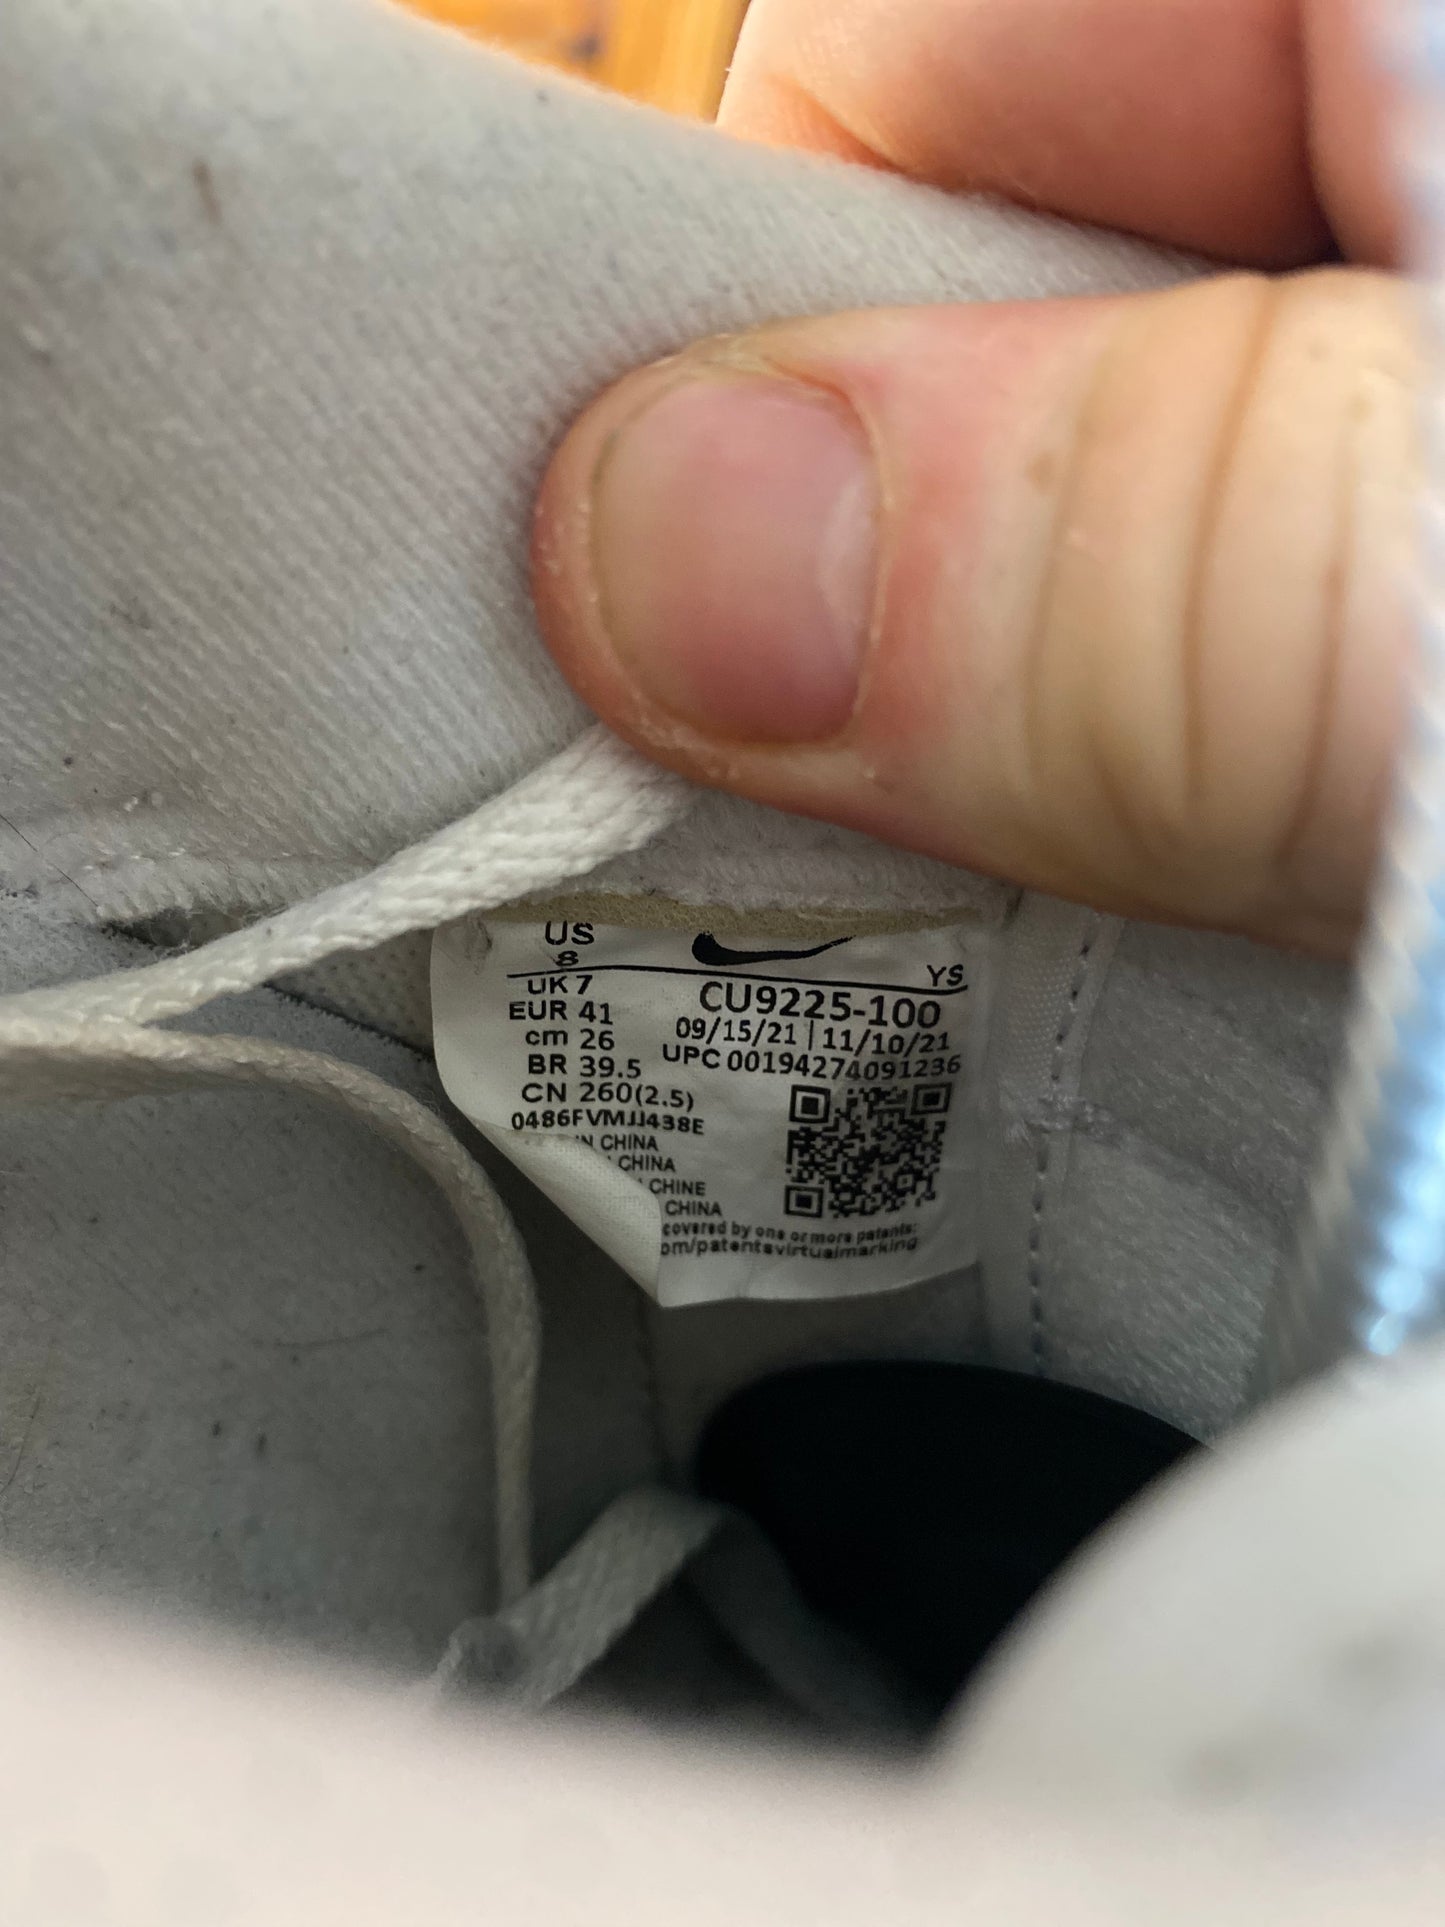 US
8
YS
UK 7
EUR 41
cm 26
BR 39.5
CN 260(2.5)
0486FVMJJ438E
CU9225-100
09/15/21 | 11/10/21
UPC 00194274091236
IN CHINA
CHINA
CHINE
CHINA
covered by one or more patents:
om/patentsvirtualmarking